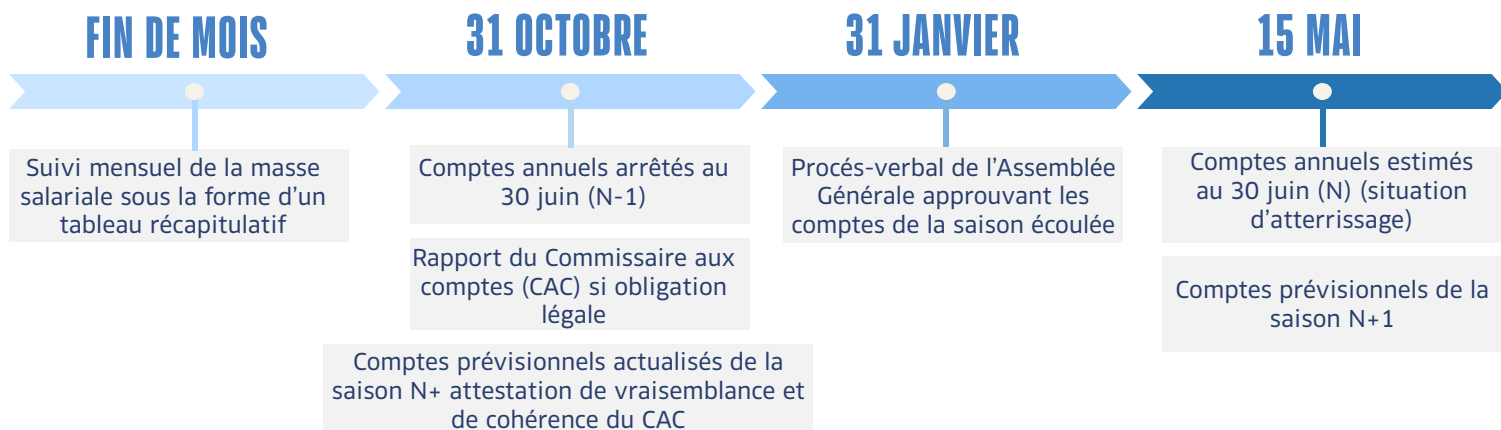 FIN DE MOIS
Suivi mensuel de la masse
salariale sous la forme d'un
tableau récapitulatif
31 OCTOBRE
Comptes annuels arrêtés au
30 juin (N-1)
Rapport du Commissaire aux
comptes (CAC) si obligation
légale
Comptes prévisionnels actualisés de la
saison N+ attestation de vraisemblance et
de cohérence du CAC
31 JANVIER
Procés-verbal de l'Assemblée
Générale approuvant les
comptes de la saison écoulée
15 MAI
Comptes annuels estimés
au 30 juin (N) (situation
d'atterrissage)
Comptes prévisionnels de la
saison N+1